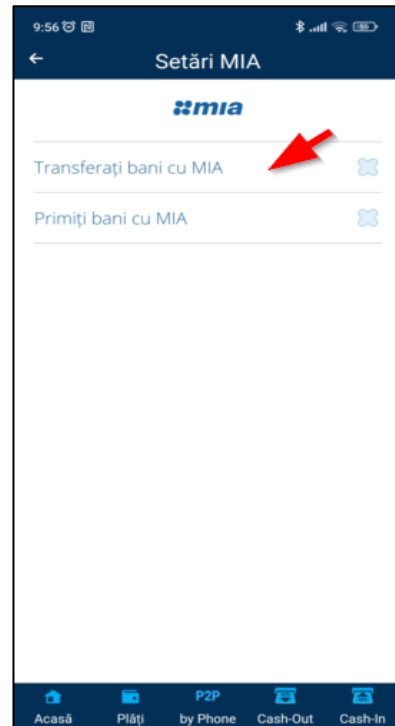 9:56
Setări MIA
mia
Transferați bani cu MIA
Primiți bani cu MIA
P2P
Acasă Plăți by Phone Cash-Out Cash-In